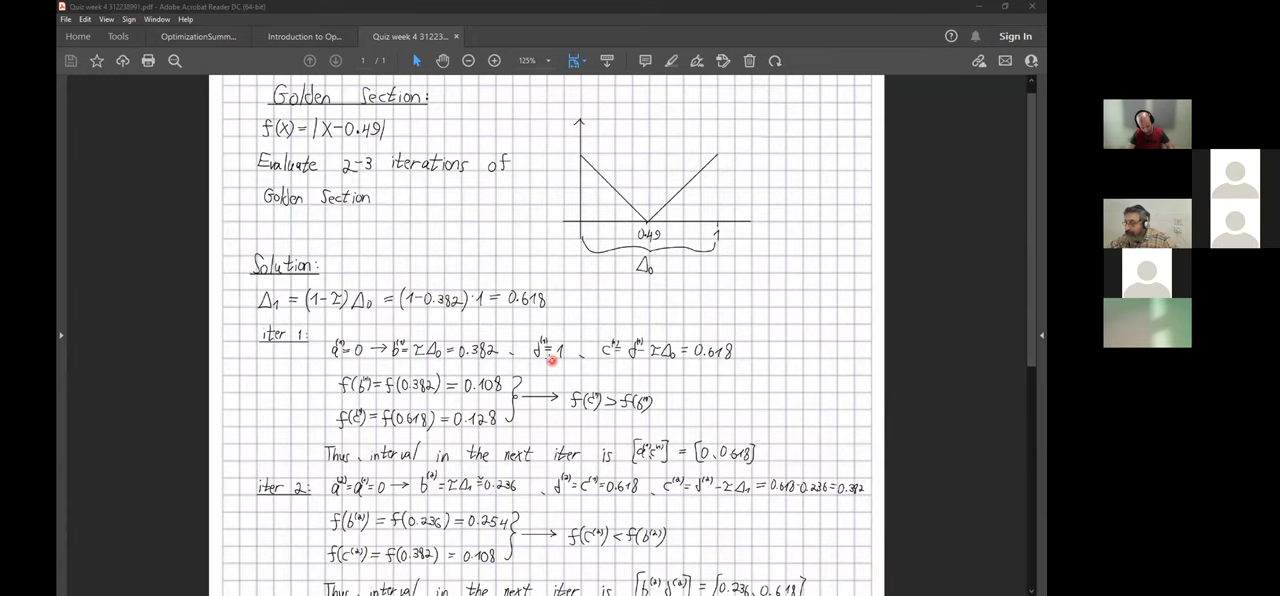 Quiz week 4 312238991.pdf - Adobe Acrobat Reader DC (64-bit)
File Edit View Sign Window Help
Home Tools OptimizationSumm... Introduction to Op... Quiz week 4 31223... × Sign In
1 / 1 125%
Golden Section:
f(x) = |x-0.49|
Evaluate 2-3 iterations of
Golden Section
0.49 1
Δ₀
Solution:
Δ₁ = (1-τ)Δ₀ = (1-0.382)·1 = 0.618
iter 1:
a⁽¹⁾=0 → b⁽¹⁾=τΔ₀=0.382, d⁽¹⁾=1, c⁽¹⁾=d⁽¹⁾-τΔ₀=0.618
f(b⁽¹⁾)=f(0.382)=0.108
f(c⁽¹⁾)=f(0.618)=0.128
→ f(c⁽¹⁾)>f(b⁽¹⁾)
Thus, interval in the next iter is [a⁽¹⁾,c⁽¹⁾] = [0,0.618]
iter 2: a⁽²⁾=a⁽¹⁾=0 → b⁽²⁾=τΔ₁≅0.236, d⁽²⁾=c⁽¹⁾=0.618, c⁽²⁾=d⁽²⁾-τΔ₁=0.618-0.236=0.382
f(b⁽²⁾)=f(0.236)=0.254
f(c⁽²⁾)=f(0.382)=0.108
→ f(c⁽²⁾)<f(b⁽²⁾)
Thus, interval in the next iter is [b⁽²⁾,d⁽²⁾] = [0.236,0.618]